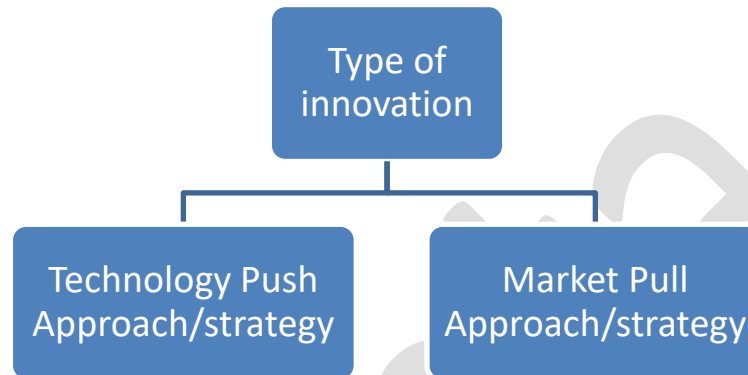 Type of
innovation
Technology Push
Approach/strategy
Market Pull
Approach/strategy